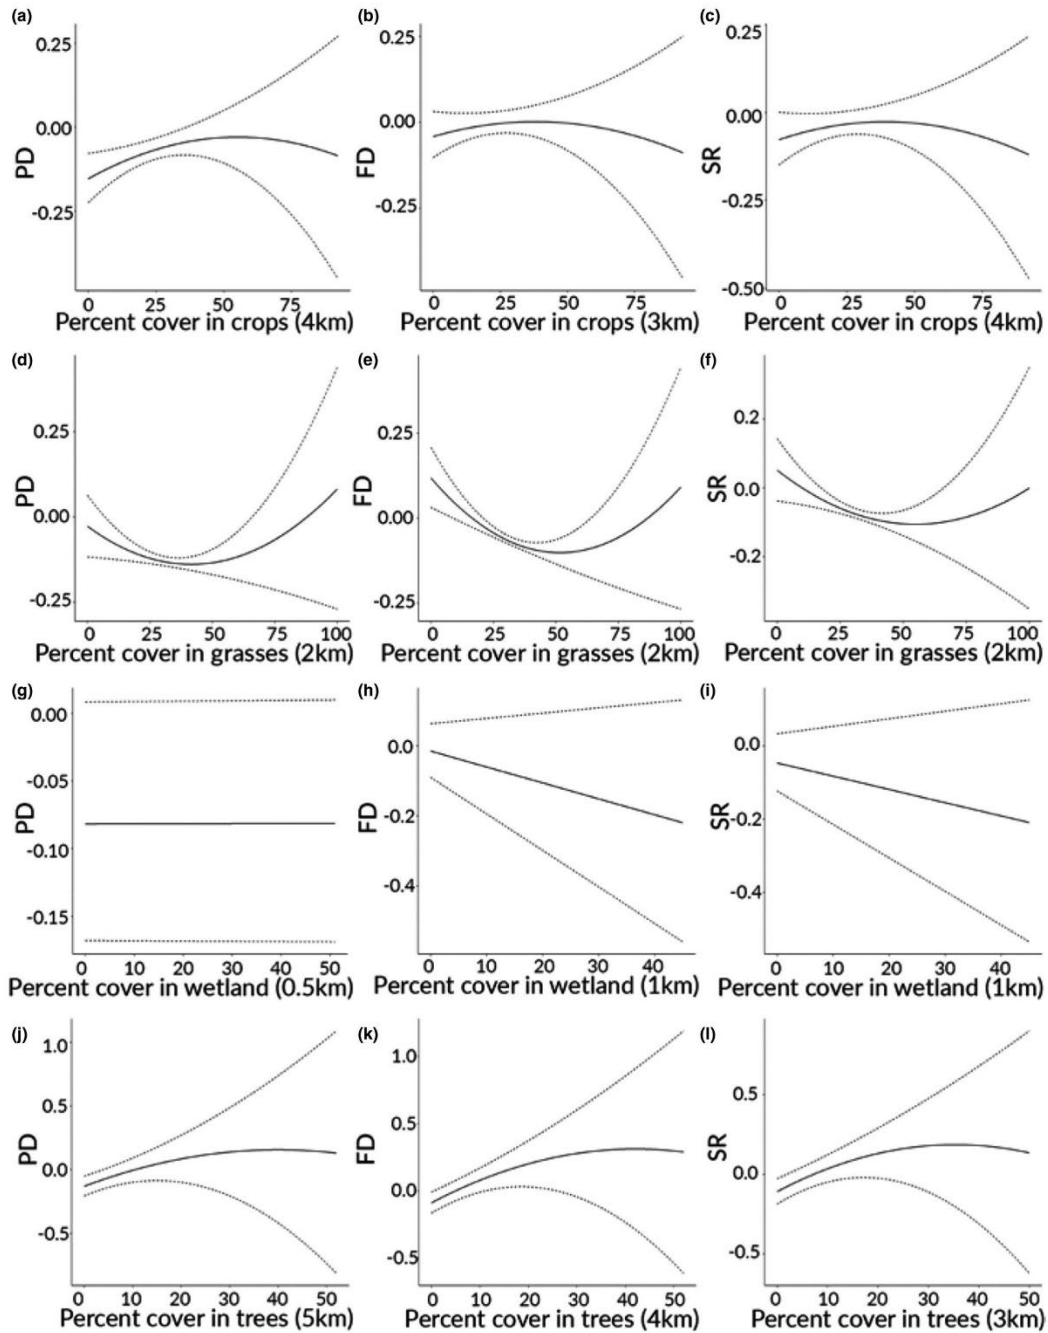 (a) (b) (c)
0.25 0.25 0.25
0.00 0.00 0.00
PD FD SR
-0.25 -0.25 -0.25
-0.50
0 25 50 75 0 25 50 75 0 25 50 75
Percent cover in crops (4km) Percent cover in crops (3km) Percent cover in crops (4km)
(d) (e) (f)
0.25 0.25 0.2
PD FD SR
0.00 0.00 0.0
-0.25 -0.25 -0.2
0 25 50 75 100 0 25 50 75 100 0 25 50 75 100
Percent cover in grasses (2km) Percent cover in grasses (2km) Percent cover in grasses (2km)
(g) (h) (i)
0.00 0.0 0.0
-0.05 -0.2 -0.2
PD FD SR
-0.10 -0.4 -0.4
-0.15
0 10 20 30 40 50 0 10 20 30 40 0 10 20 30 40
Percent cover in wetland (0.5km) Percent cover in wetland (1km) Percent cover in wetland (1km)
(j) (k) (l)
1.0 1.0
0.5 0.5 0.5
PD FD SR
0.0 0.0 0.0
-0.5 -0.5 -0.5
0 10 20 30 40 50 0 10 20 30 40 50 0 10 20 30 40 50
Percent cover in trees (5km) Percent cover in trees (4km) Percent cover in trees (3km)